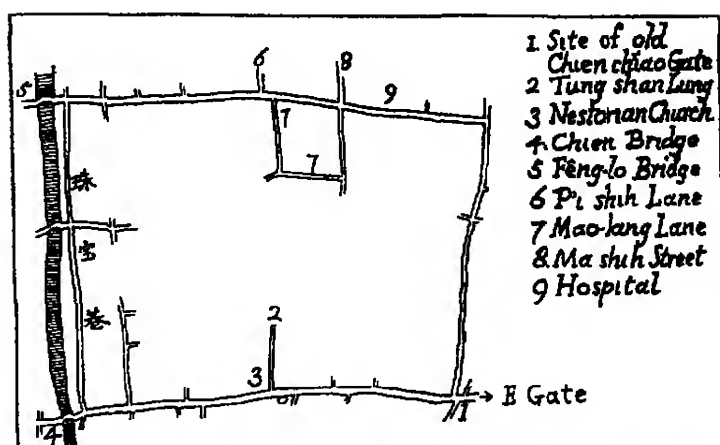 1. Site of old
Chienchiao Gate
2 Tung shan Lung
3 Nestorian Church
4. Chien Bridge
5 Fêng-lo Bridge
6 P'i shih Lane
7 Mao-lang Lane
8. Ma shih Street
9 Hospital
6
8
5
9
7
7
珠
宝
巷
2
3
4
1
→ E Gate